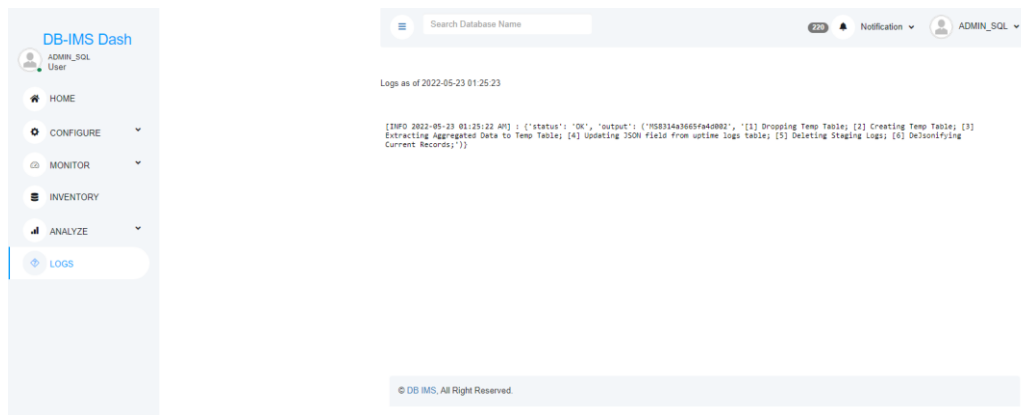 DB-IMS Dash
ADMIN_SQL
User
HOME
CONFIGURE
MONITOR
INVENTORY
ANALYZE
LOGS
Search Database Name
220
Notification
ADMIN_SQL
Logs as of 2022-05-23 01:25:23
[INFO 2022-05-23 01:25:22 AM] : {'status': 'OK', 'output': ('MS8314a3665fa4d002', '[1] Dropping Temp Table; [2] Creating Temp Table; [3]
Extracting Aggregated Data to Temp Table; [4] Updating JSON field from uptime logs table; [5] Deleting Staging Logs; [6] DeJsonifying
Current Records;')}
© DB IMS, All Right Reserved.